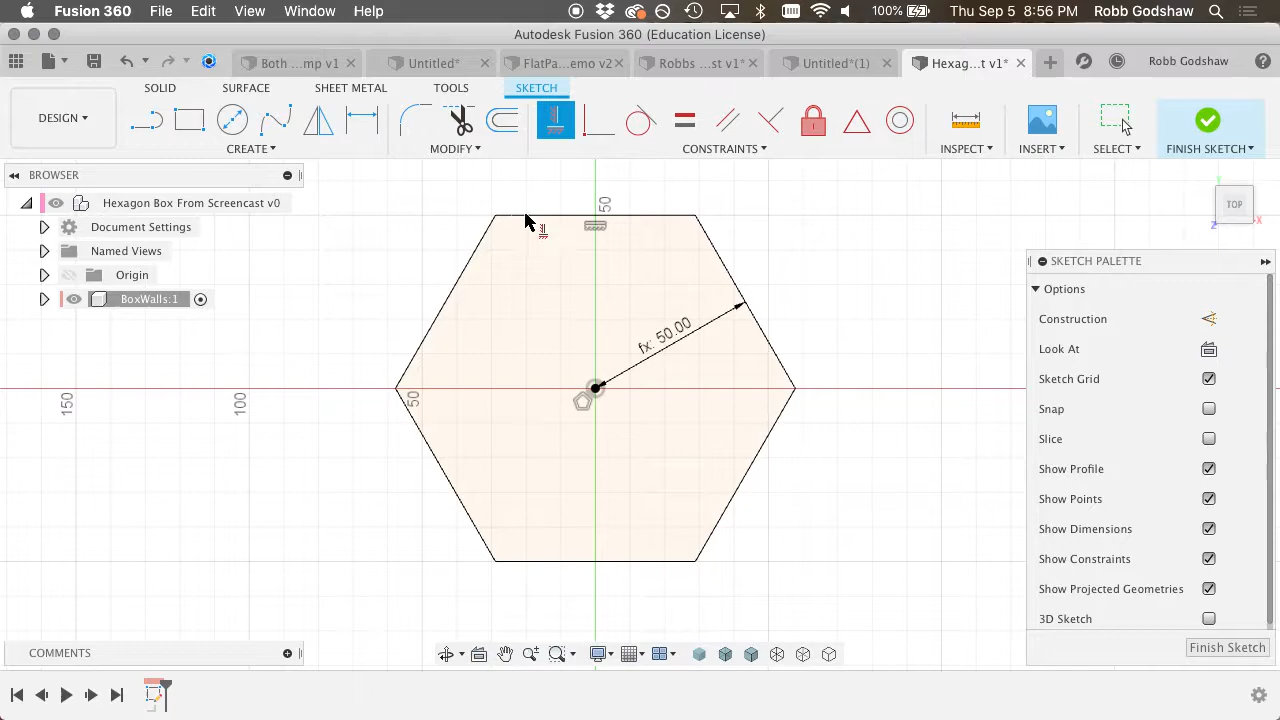 Fusion 360 File Edit View Window Help 100% Thu Sep 5 8:56 PM Robb Godshaw
Autodesk Fusion 360 (Education License)
Both ...mp v1 Untitled* FlatPa...emo v2 Robbs ...st v1* Untitled*(1) Hexag...t v1* Robb Godshaw
SOLID SURFACE SHEET METAL TOOLS SKETCH
DESIGN
CREATE MODIFY CONSTRAINTS INSPECT INSERT SELECT FINISH SKETCH
BROWSER
Hexagon Box From Screencast v0
Document Settings
Named Views
Origin
BoxWalls:1
50
fx: 50.00
150 100 50
TOP
X
Y
Z
SKETCH PALETTE
Options
Construction
Look At
Sketch Grid
Snap
Slice
Show Profile
Show Points
Show Dimensions
Show Constraints
Show Projected Geometries
3D Sketch
Finish Sketch
COMMENTS